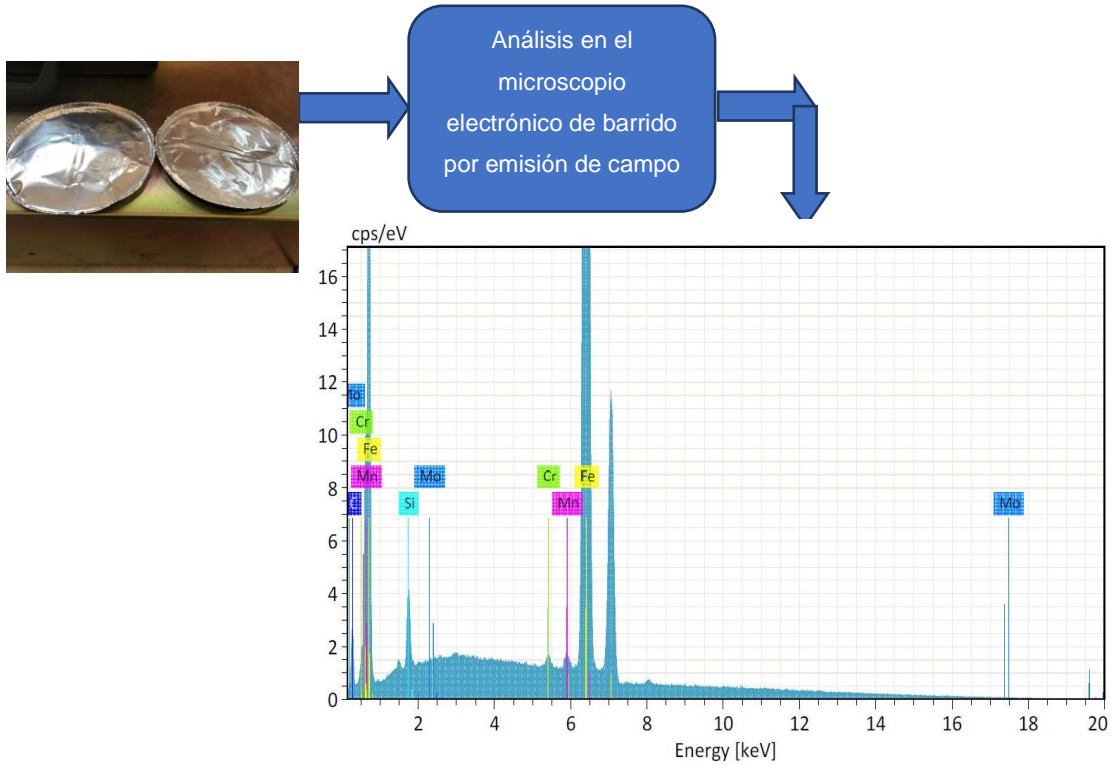 Análisis en el
microscopio
electrónico de barrido
por emisión de campo
cps/eV
16
14
12
10
8
6
4
2
0
Mo
Cr
Fe
Mn
C
Si
Mo
Cr
Mn
Fe
Mo
2
4
6
8
10
12
14
16
18
20
Energy [keV]